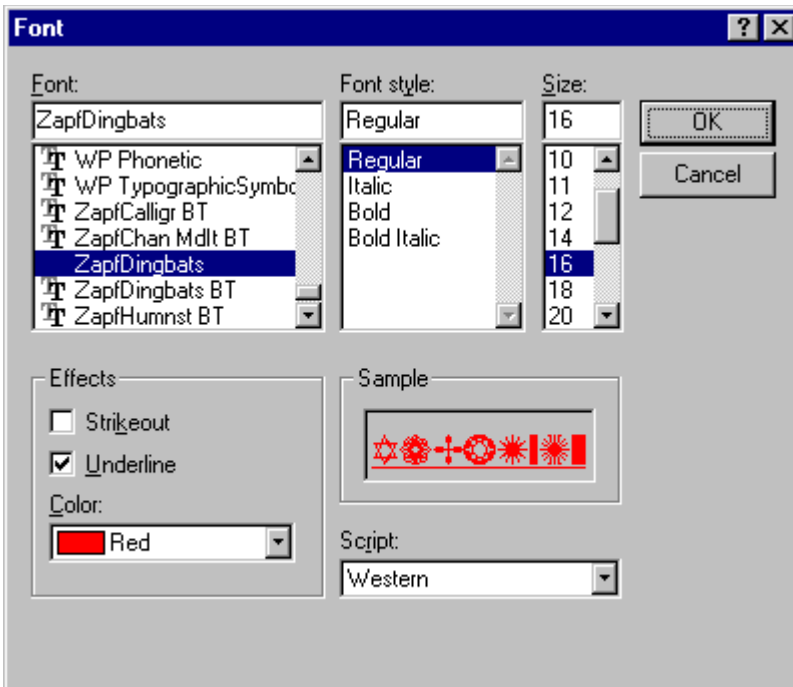 Font
Font: Font style: Size:
ZapfDingbats Regular 16 OK
WP Phonetic Regular 10 Cancel
WP TypographicSymbo Italic 11
ZapfCalligr BT Bold 12
ZapfChan MdIt BT Bold Italic 14
ZapfDingbats 16
ZapfDingbats BT 18
ZapfHumnst BT 20
Effects Sample
Strikeout
✡❁✢❂✷❚✺❚
Underline
Color:
Red Script:
Western